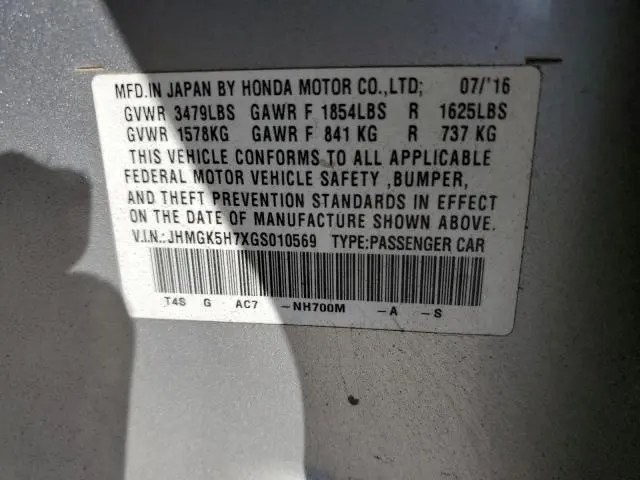 MFD.IN JAPAN BY HONDA MOTOR CO.,LTD; 07/'16
GVWR 3479LBS GAWR F 1854LBS R 1625LBS
GVWR 1578KG GAWR F 841 KG R 737 KG
THIS VEHICLE CONFORMS TO ALL APPLICABLE
FEDERAL MOTOR VEHICLE SAFETY ,BUMPER,
AND THEFT PREVENTION STANDARDS IN EFFECT
ON THE DATE OF MANUFACTURE SHOWN ABOVE.
V.I.N.:JHMGK5H7XGS010569 TYPE:PASSENGER CAR
T4S G AC7 -NH700M -A -S